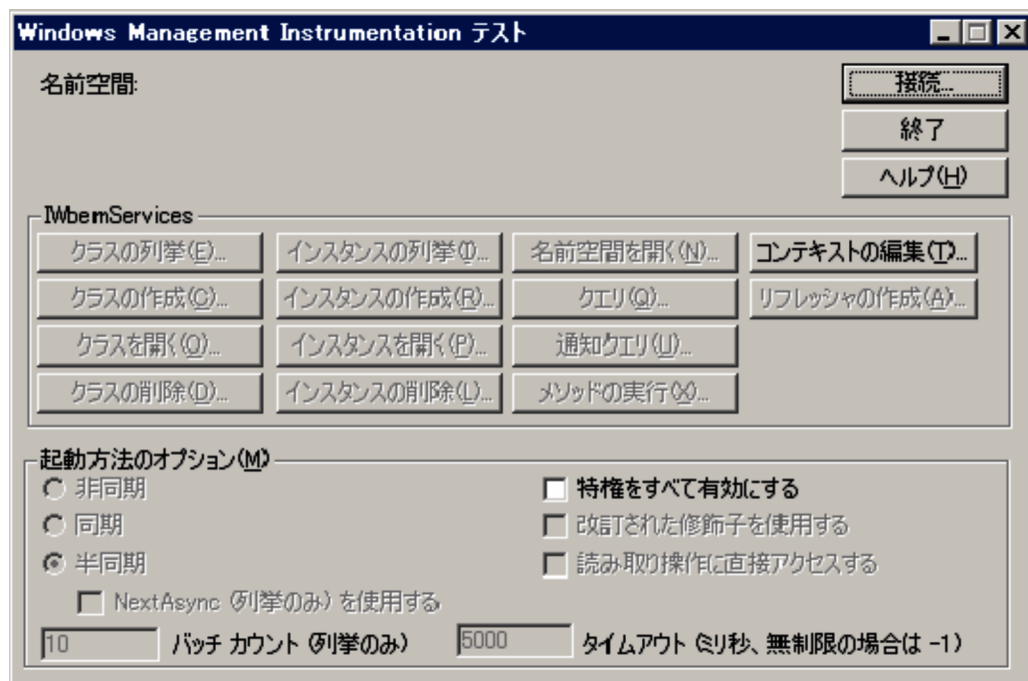 Windows Management Instrumentation テスト
名前空間:
接続...
終了
ヘルプ(H)
IWbemServices
クラスの列挙(E)... インスタンスの列挙(I)... 名前空間を開く(N)... コンテキストの編集(T)...
クラスの作成(C)... インスタンスの作成(R)... クエリ(Q)... リフレッシャの作成(A)...
クラスを開く(O)... インスタンスを開く(P)... 通知クエリ(U)...
クラスの削除(D)... インスタンスの削除(L)... メソッドの実行(X)...
起動方法のオプション(M)
非同期 特権をすべて有効にする
同期 改訂された修飾子を使用する
半同期 読み取り操作に直接アクセスする
NextAsync (列挙のみ) を使用する
10 バッチ カウント (列挙のみ) 5000 タイムアウト (ミリ秒、無制限の場合は -1)